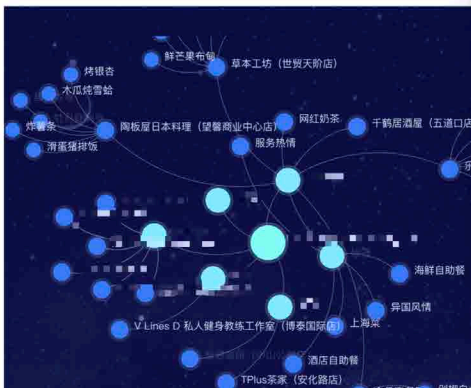 鲜芒果布甸
草本工坊（世贸天阶店）
烤银杏
木瓜炖雪蛤
炸薯条
陶板屋日本料理（望馨商业中心店）
网红奶茶
千鹤居酒屋（五道口店
服务热情
滑蛋猪排饭
海鲜自助餐
异国风情
V Lines D 私人健身教练工作室（博泰国际店）
上海菜
酒店自助餐
TPlus茶家（安化路店）